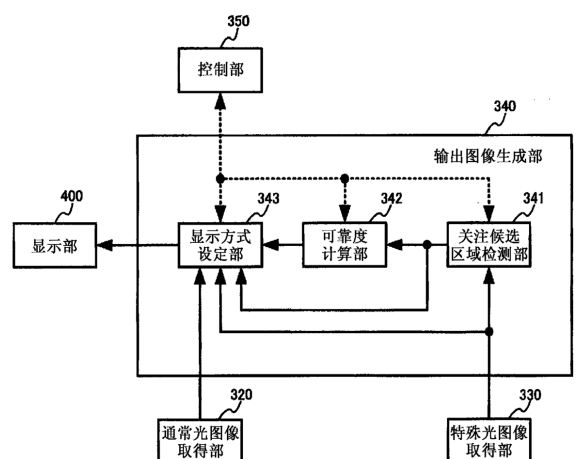 350
控制部
340
输出图像生成部
400
显示部
343
显示方式
设定部
342
可靠度
计算部
341
关注候选
区域检测部
320
通常光图像
取得部
330
特殊光图像
取得部